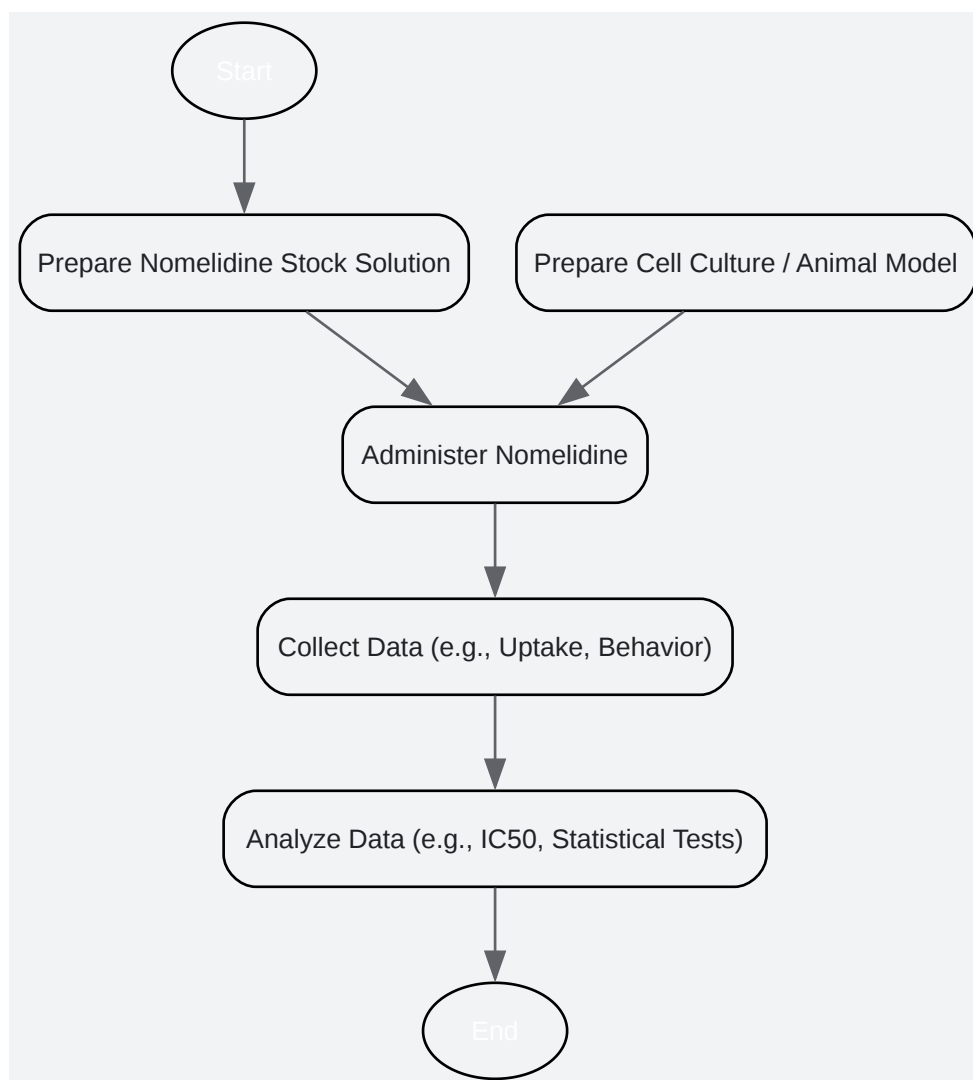 Start
Prepare Nomelidine Stock Solution
Prepare Cell Culture / Animal Model
Administer Nomelidine
Collect Data (e.g., Uptake, Behavior)
Analyze Data (e.g., IC50, Statistical Tests)
End